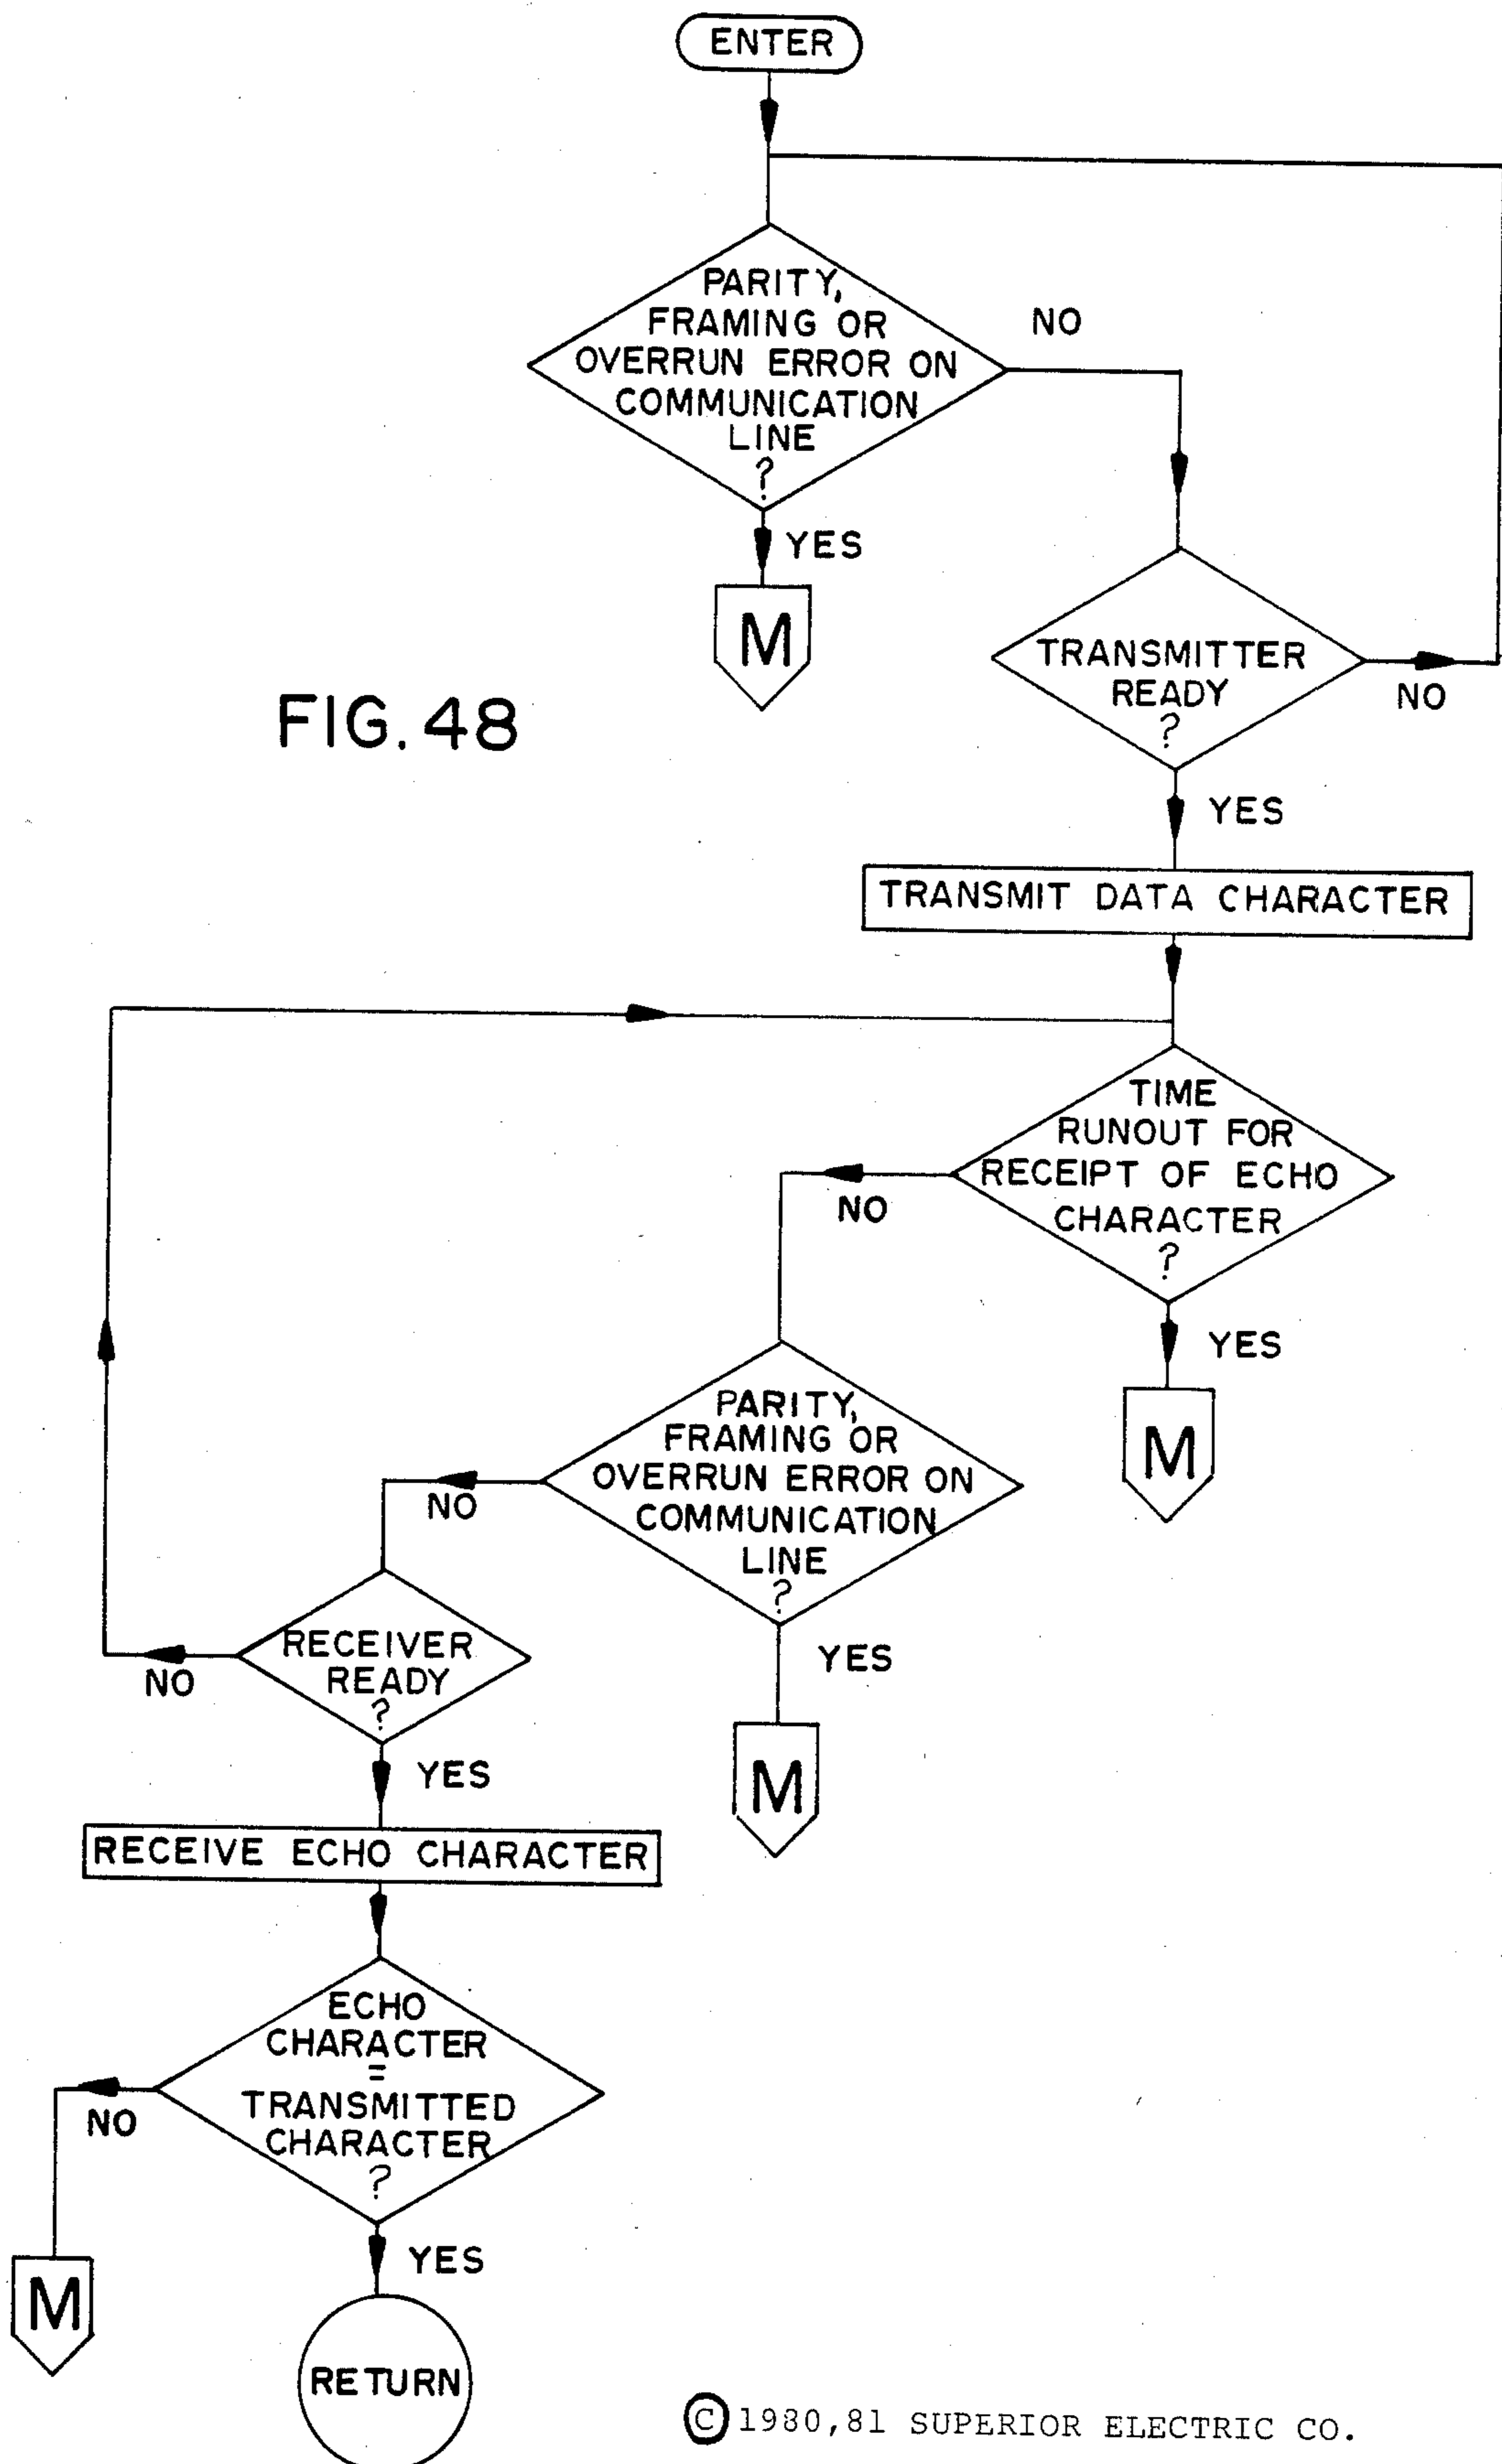 ENTER
PARITY,
FRAMING OR
OVERRUN ERROR ON
COMMUNICATION
LINE
?
NO
YES
M
FIG. 48
TRANSMITTER
READY
?
NO
YES
TRANSMIT DATA CHARACTER
TIME
RUNOUT FOR
RECEIPT OF ECHO
CHARACTER
?
NO
YES
M
PARITY,
FRAMING OR
OVERRUN ERROR ON
COMMUNICATION
LINE
?
NO
YES
M
RECEIVER
READY
?
NO
YES
RECEIVE ECHO CHARACTER
ECHO
CHARACTER
=
TRANSMITTED
CHARACTER
?
NO
M
YES
RETURN
© 1980,81 SUPERIOR ELECTRIC CO.